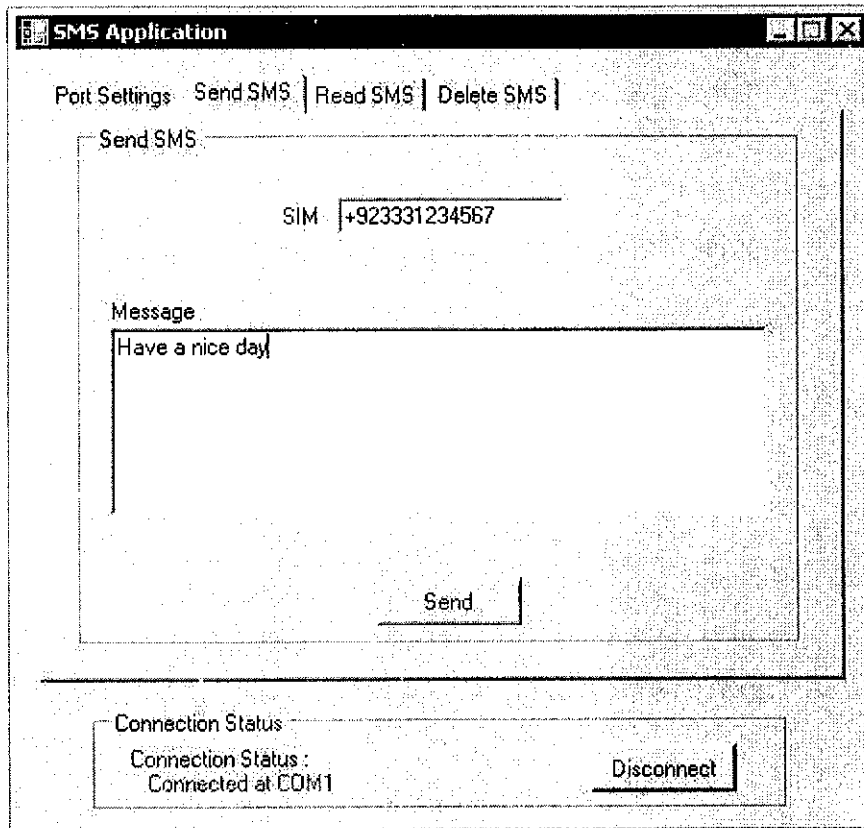 SMS Application
Port Settings Send SMS Read SMS Delete SMS
Send SMS
SIM +923331234567
Message
Have a nice day
Send
Connection Status
Connection Status :
Connected at COM1
Disconnect